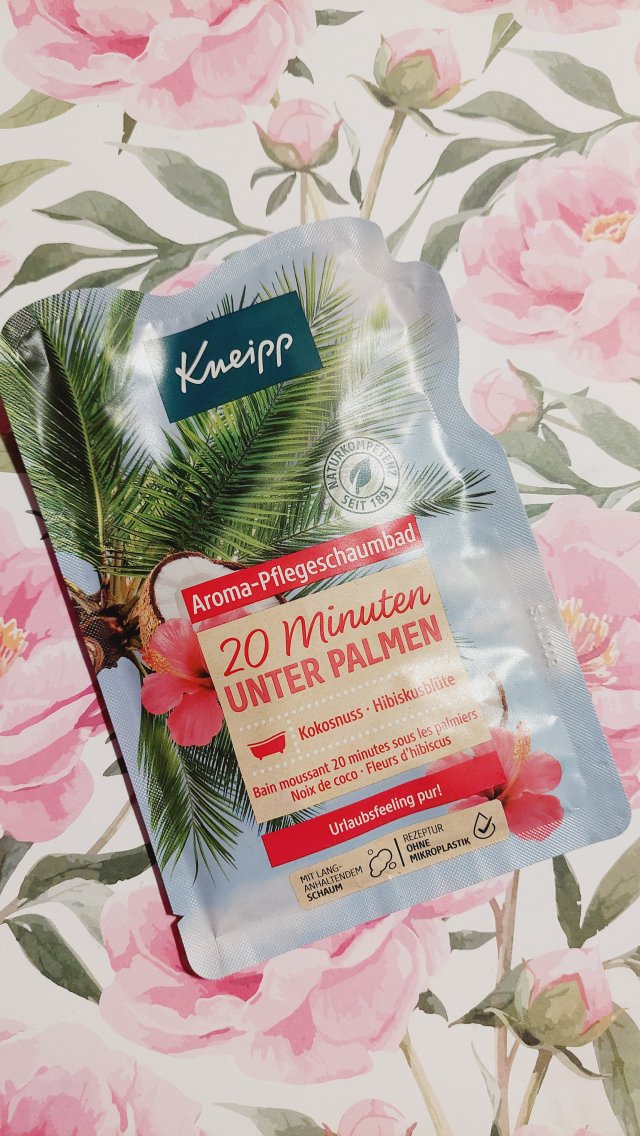 Kneipp
NATURKOMPETENZ
SEIT 1891
Aroma-Pflegeschaumbad
20 Minuten
UNTER PALMEN
Kokosnuss · Hibiskusblüte
Bain moussant 20 minutes sous les palmiers
Noix de coco · Fleurs d'hibiscus
Urlaubsfeeling pur!
MIT LANG-
ANHALTENDEM
SCHAUM
REZEPTUR
OHNE
MIKROPLASTIK